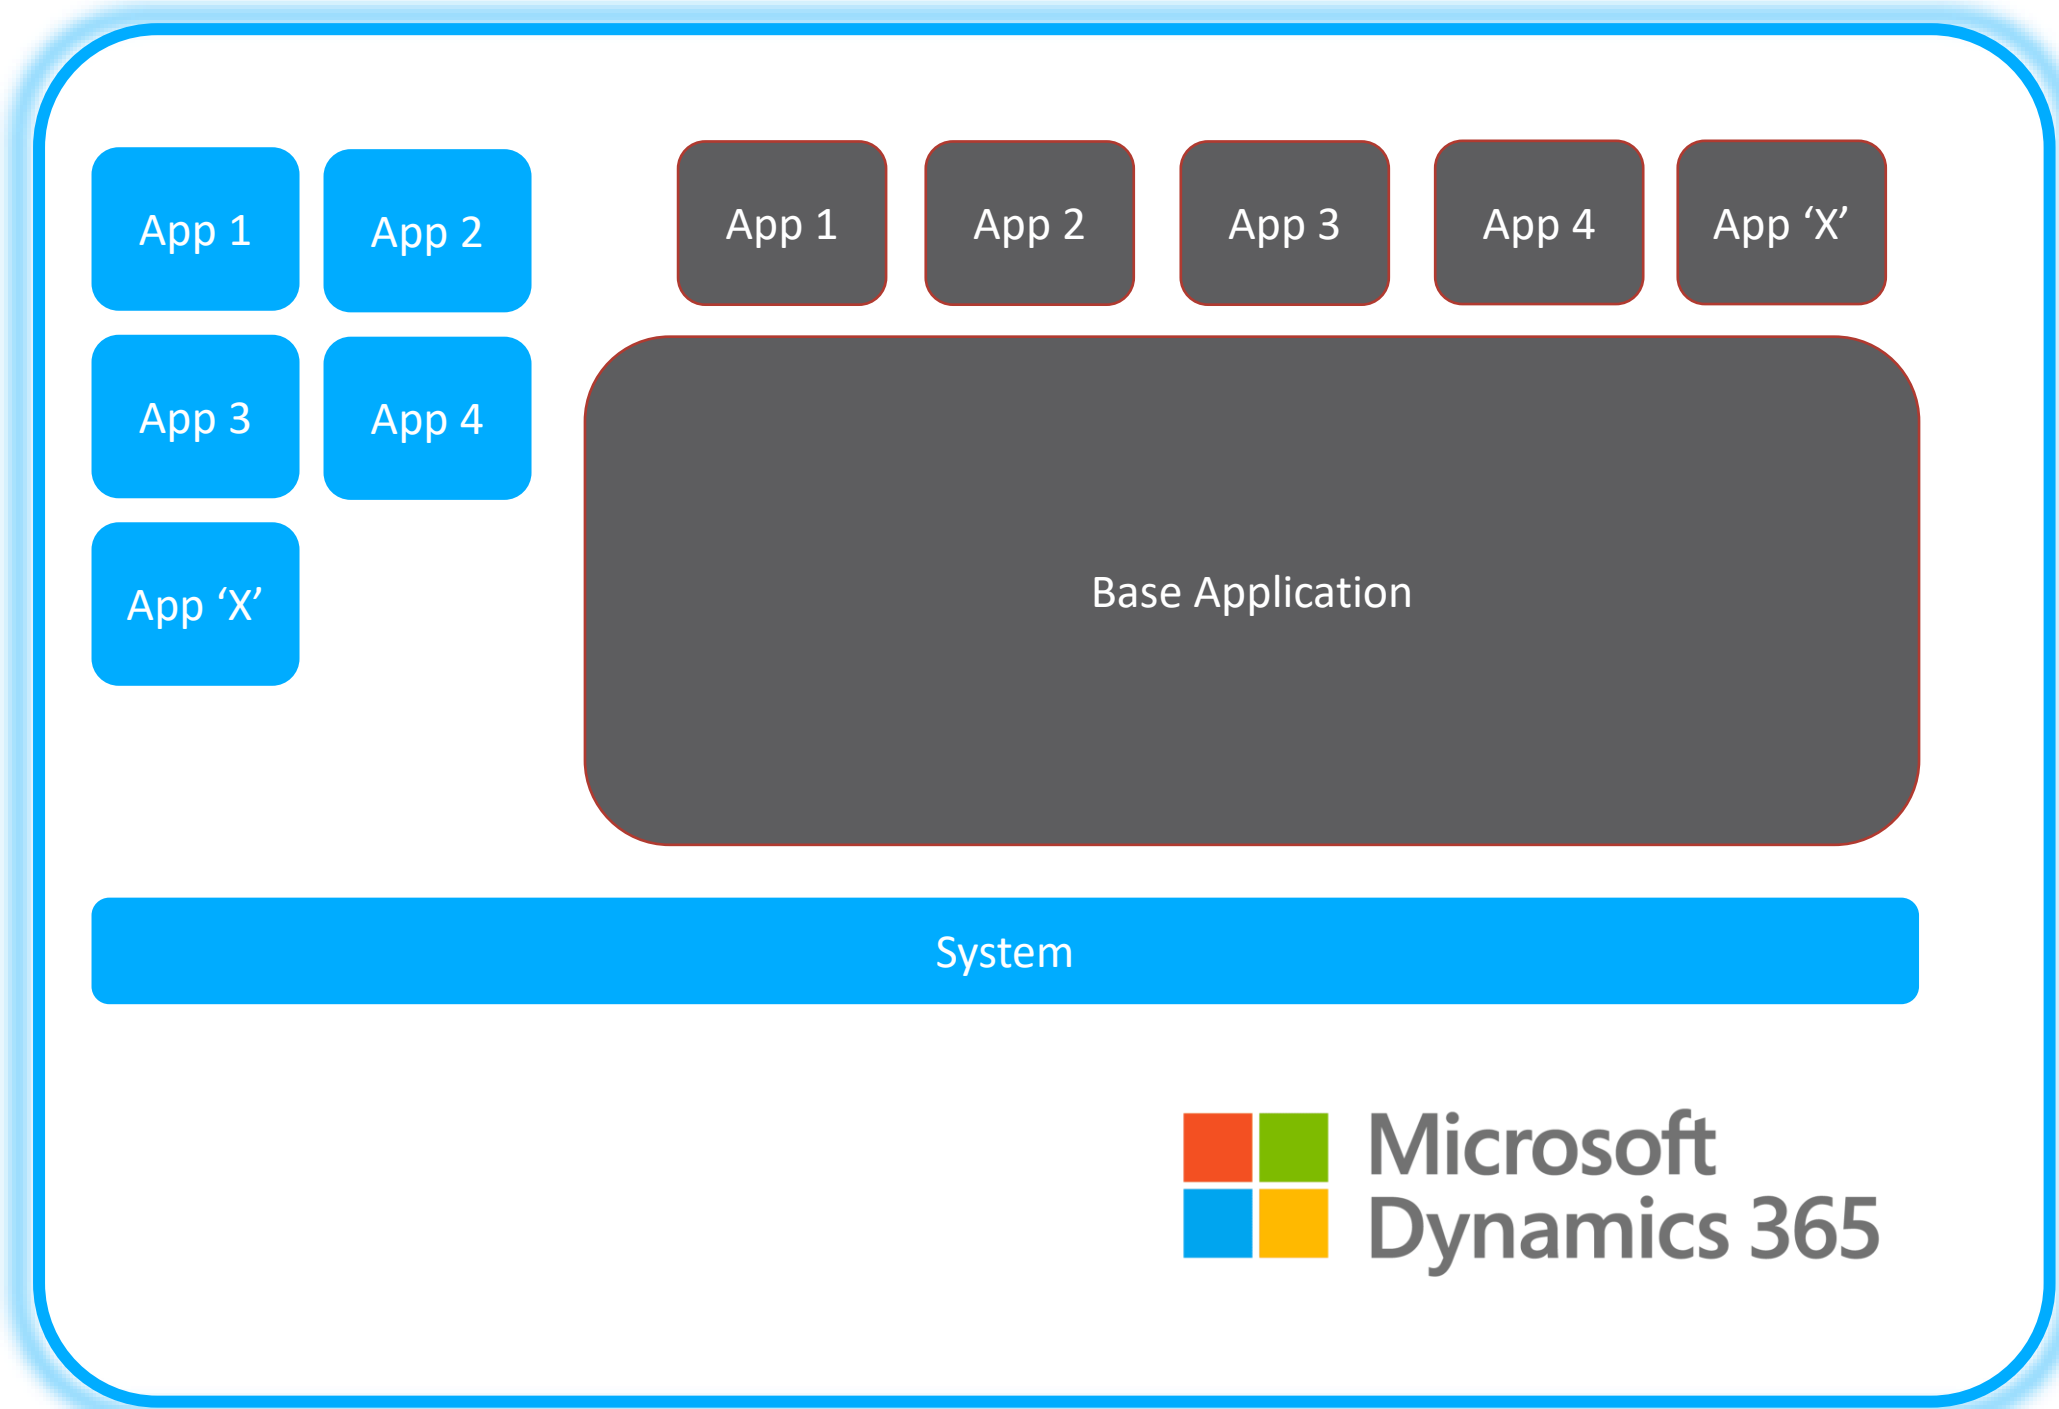 App 1
App 2
App 3
App 4
App ‘X’
App 1
App 2
App 3
App 4
App ‘X’
Base Application
System
Microsoft
Dynamics 365